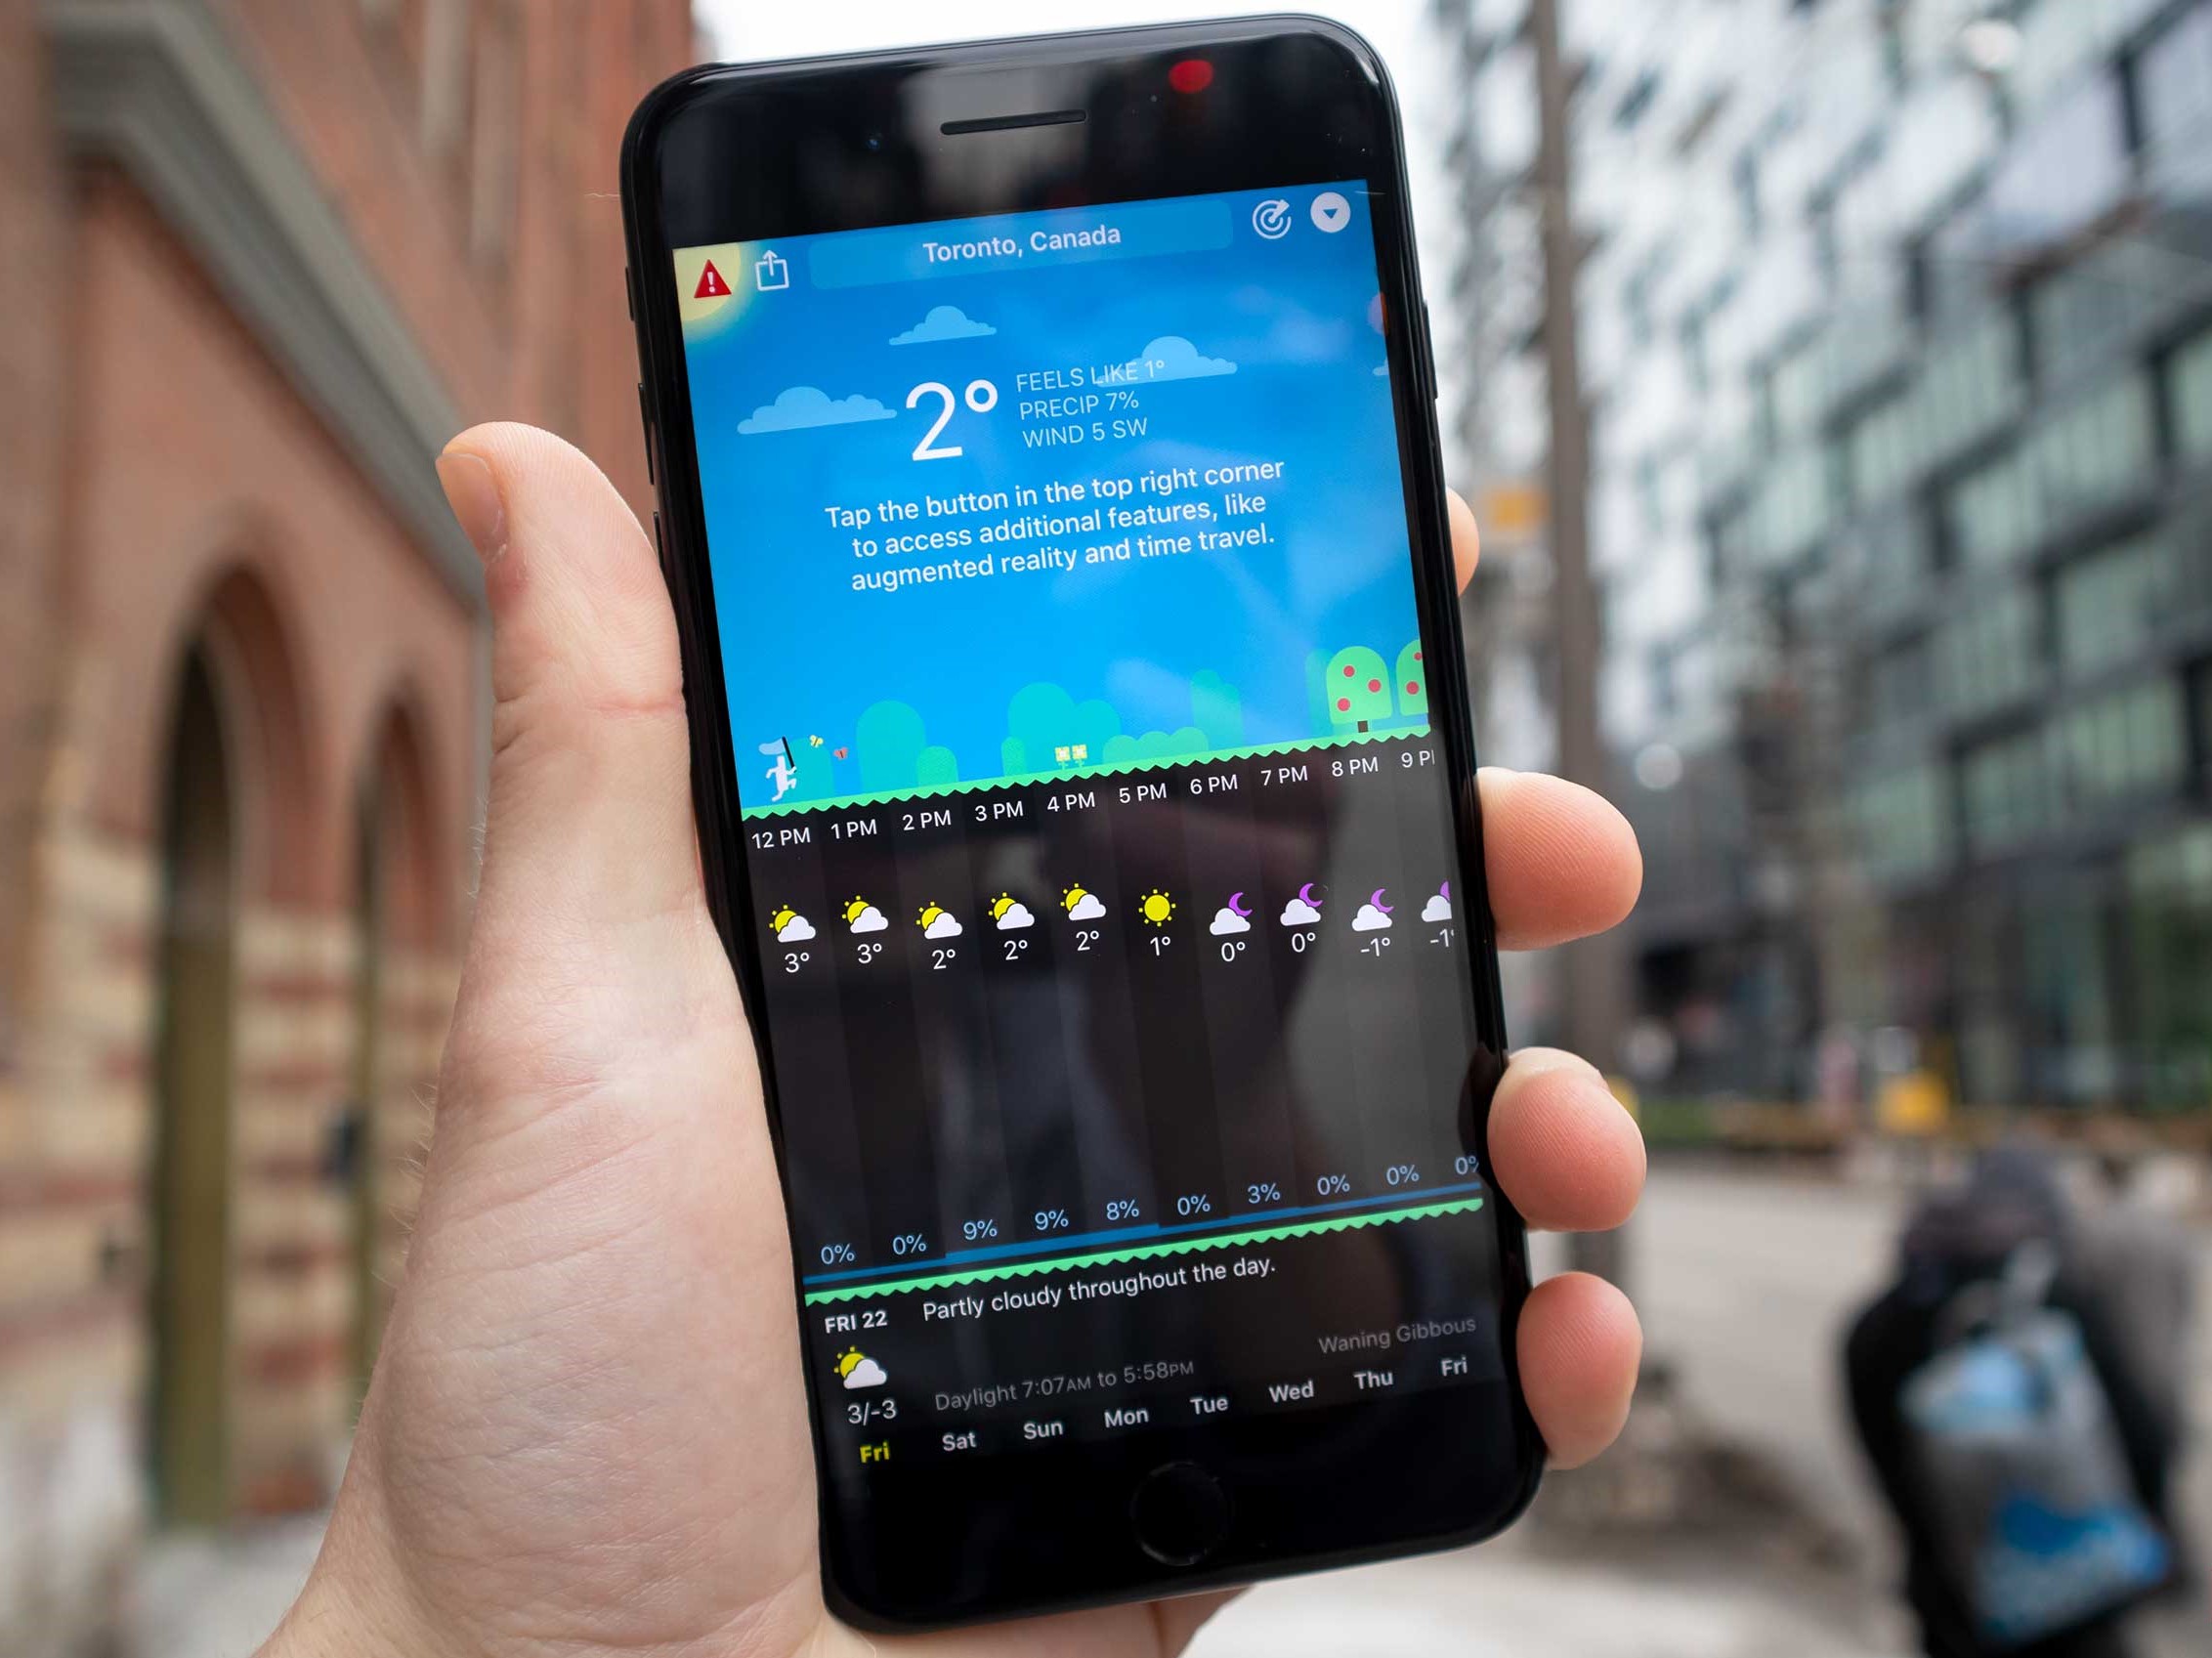 Toronto, Canada
2°
FEELS LIKE 1°
PRECIP 7%
WIND 5 SW
Tap the button in the top right corner
to access additional features, like
augmented reality and time travel.
12 PM 1 PM 2 PM 3 PM 4 PM 5 PM 6 PM 7 PM 8 PM 9 P
3° 3° 2° 2° 2° 1° 0° 0° -1° -1°
0% 0% 9% 9% 8% 0% 3% 0% 0% 0%
FRI 22 Partly cloudy throughout the day.
3/-3 Daylight 7:07AM to 5:58PM Waning Gibbous
Fri Sat Sun Mon Tue Wed Thu Fri